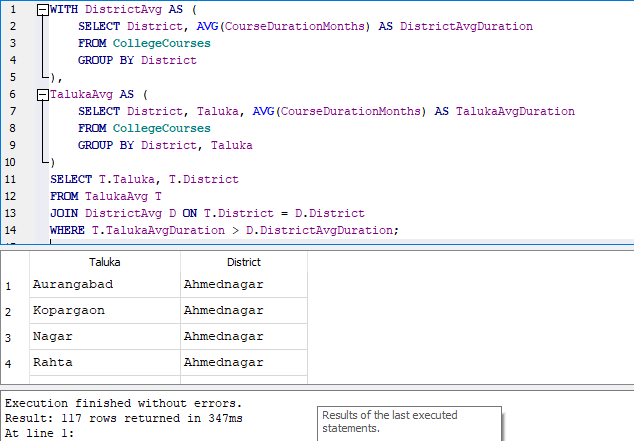 1 WITH DistrictAvg AS (
2 SELECT District, AVG(CourseDurationMonths) AS DistrictAvgDuration
3 FROM CollegeCourses
4 GROUP BY District
5 ),
6 TalukaAvg AS (
7 SELECT District, Taluka, AVG(CourseDurationMonths) AS TalukaAvgDuration
8 FROM CollegeCourses
9 GROUP BY District, Taluka
10 )
11 SELECT T.Taluka, T.District
12 FROM TalukaAvg T
13 JOIN DistrictAvg D ON T.District = D.District
14 WHERE T.TalukaAvgDuration > D.DistrictAvgDuration;
Taluka District
1 Aurangabad Ahmednagar
2 Kopargaon Ahmednagar
3 Nagar Ahmednagar
4 Rahta Ahmednagar
Execution finished without errors.
Result: 117 rows returned in 347ms
At line 1:
Results of the last executed
statements.